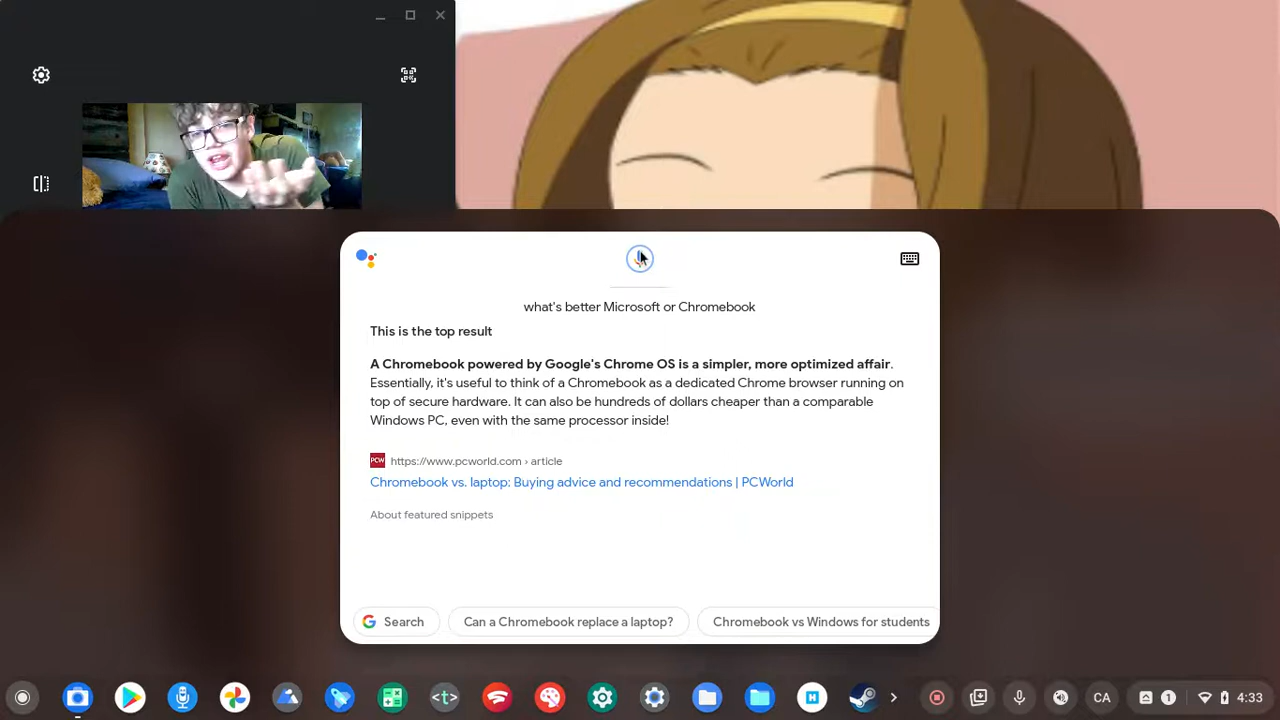 what's better Microsoft or Chromebook
This is the top result
A Chromebook powered by Google's Chrome OS is a simpler, more optimized affair.
Essentially, it's useful to think of a Chromebook as a dedicated Chrome browser running on
top of secure hardware. It can also be hundreds of dollars cheaper than a comparable
Windows PC, even with the same processor inside!
PCW https://www.pcworld.com › article
Chromebook vs. laptop: Buying advice and recommendations | PCWorld
About featured snippets
G Search
Can a Chromebook replace a laptop?
Chromebook vs Windows for students
<t>
H
CA
1
4:33